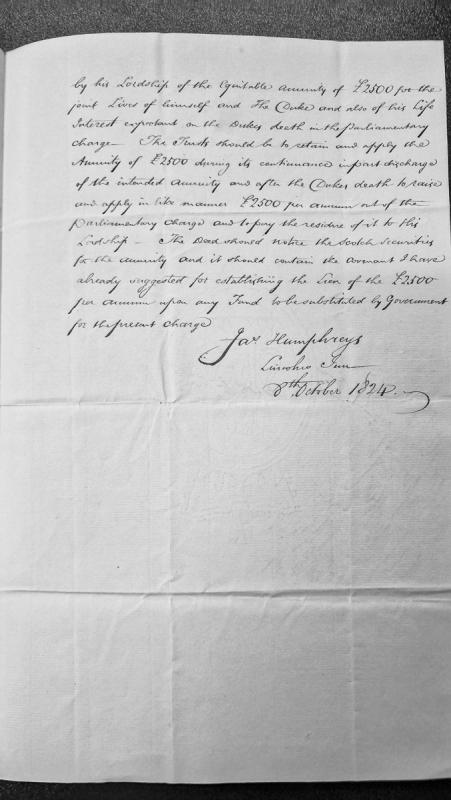 by his Lordship of the Equitable Annuity of £2500 for the
joint Lives of himself and The Duke and also of his Life
Interest expectant on the Dukes death in the parliamentary
charge — The Trusts should be to retain and apply the
Annuity of £2500 during its continuance in part discharge
of the intended Annuity and after the Dukes death to raise
and apply in like manner £2500 per annum out of the
Parliamentary Charge and to pay the residue of it to His
Lordship — The Deed should notice the Scotch Securities
for the annuity and it should contain the Covenant I have
already suggested for establishing the Lien of the £2500
per annum upon any Fund to be substituted by Government
for the present charge
Jas Humphreys
Lincolns Inn
8th October 1824.